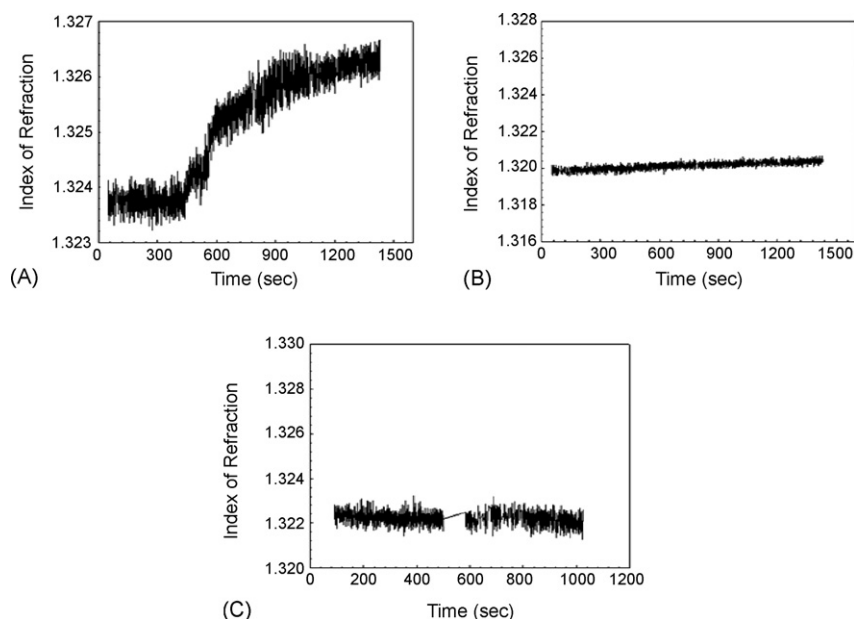 1.327
1.326
1.325
1.324
1.323
Index of Refraction
0 300 600 900 1200 1500
Time (sec)
(A)
1.328
1.326
1.324
1.322
1.320
1.318
1.316
Index of Refraction
0 300 600 900 1200 1500
Time (sec)
(B)
1.330
1.328
1.326
1.324
1.322
1.320
Index of Refraction
0 200 400 600 800 1000 1200
Time (sec)
(C)